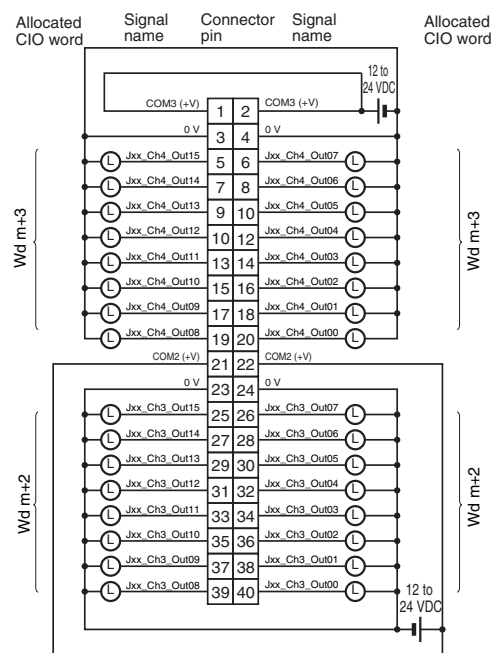 Allocated CIO word Signal name Connector pin Signal name Allocated CIO word
12 to 24 VDC
COM3 (+V) 1 2 COM3 (+V)
0 V 3 4 0 V
L Jxx_Ch4_Out15 5 6 Jxx_Ch4_Out07 L
L Jxx_Ch4_Out14 7 8 Jxx_Ch4_Out06 L
L Jxx_Ch4_Out13 9 10 Jxx_Ch4_Out05 L
L Jxx_Ch4_Out12 10 12 Jxx_Ch4_Out04 L
L Jxx_Ch4_Out11 13 14 Jxx_Ch4_Out03 L
L Jxx_Ch4_Out10 15 16 Jxx_Ch4_Out02 L
L Jxx_Ch4_Out09 17 18 Jxx_Ch4_Out01 L
L Jxx_Ch4_Out08 19 20 Jxx_Ch4_Out00 L
Wd m+3 Wd m+3
COM2 (+V) 21 22 COM2 (+V)
0 V 23 24 0 V
L Jxx_Ch3_Out15 25 26 Jxx_Ch3_Out07 L
L Jxx_Ch3_Out14 27 28 Jxx_Ch3_Out06 L
L Jxx_Ch3_Out13 29 30 Jxx_Ch3_Out05 L
L Jxx_Ch3_Out12 31 32 Jxx_Ch3_Out04 L
L Jxx_Ch3_Out11 33 34 Jxx_Ch3_Out03 L
L Jxx_Ch3_Out10 35 36 Jxx_Ch3_Out02 L
L Jxx_Ch3_Out09 37 38 Jxx_Ch3_Out01 L
L Jxx_Ch3_Out08 39 40 Jxx_Ch3_Out00 L
Wd m+2 Wd m+2
12 to 24 VDC